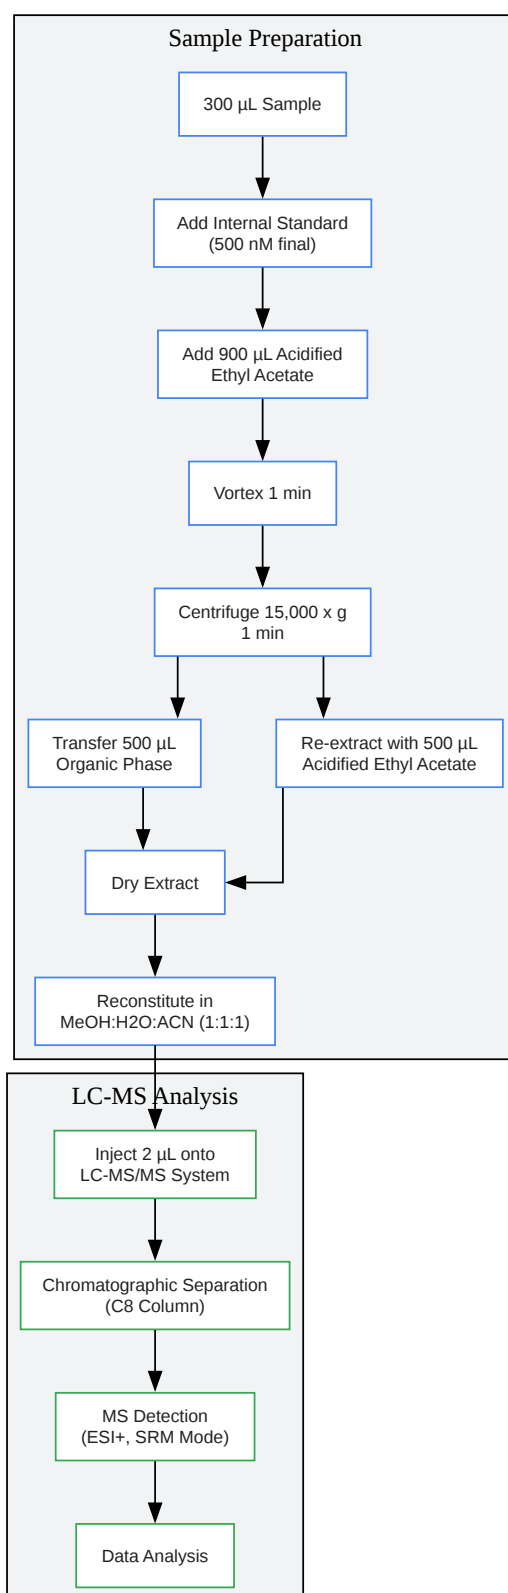 Sample Preparation
300 µL Sample
Add Internal Standard
(500 nM final)
Add 900 µL Acidified
Ethyl Acetate
Vortex 1 min
Centrifuge 15,000 x g
1 min
Transfer 500 µL
Organic Phase
Re-extract with 500 µL
Acidified Ethyl Acetate
Dry Extract
Reconstitute in
MeOH:H2O:ACN (1:1:1)
LC-MS Analysis
Inject 2 µL onto
LC-MS/MS System
Chromatographic Separation
(C8 Column)
MS Detection
(ESI+, SRM Mode)
Data Analysis